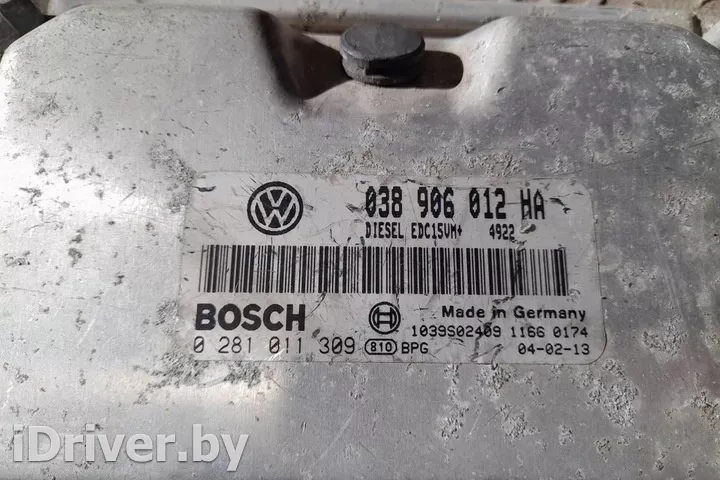 038 906 012 HA
DIESEL EDC15VM+ 4922
BOSCH
Made in Germany
1039S02409 1166 0174
0 281 011 309 810 BPG 04-02-13
iDriver.by